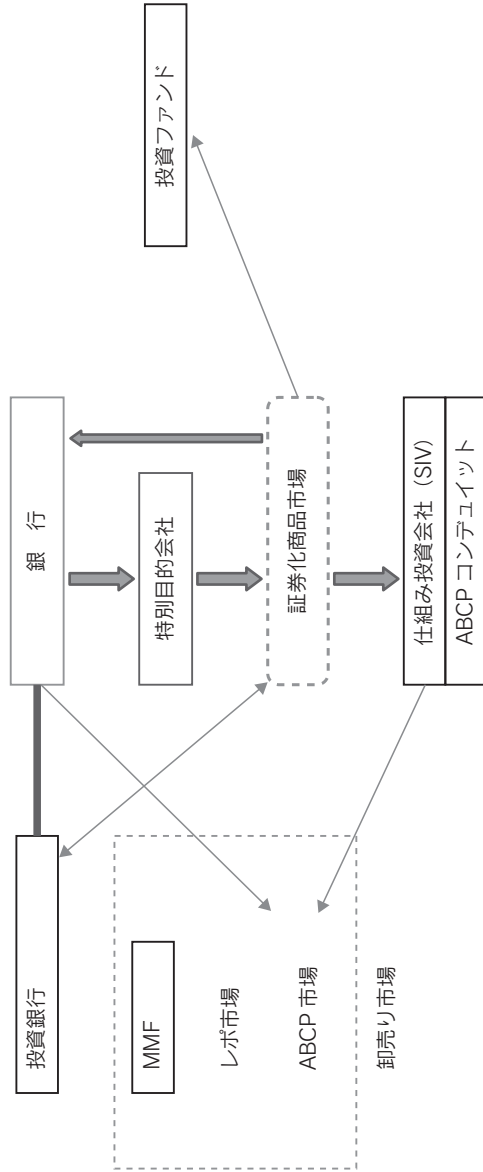 投資銀行
銀　行
MMF
特別目的会社
投資ファンド
レポ市場
証券化商品市場
ABCP 市場
卸売り市場
仕組み投資会社（SIV）
ABCP コンデュイット